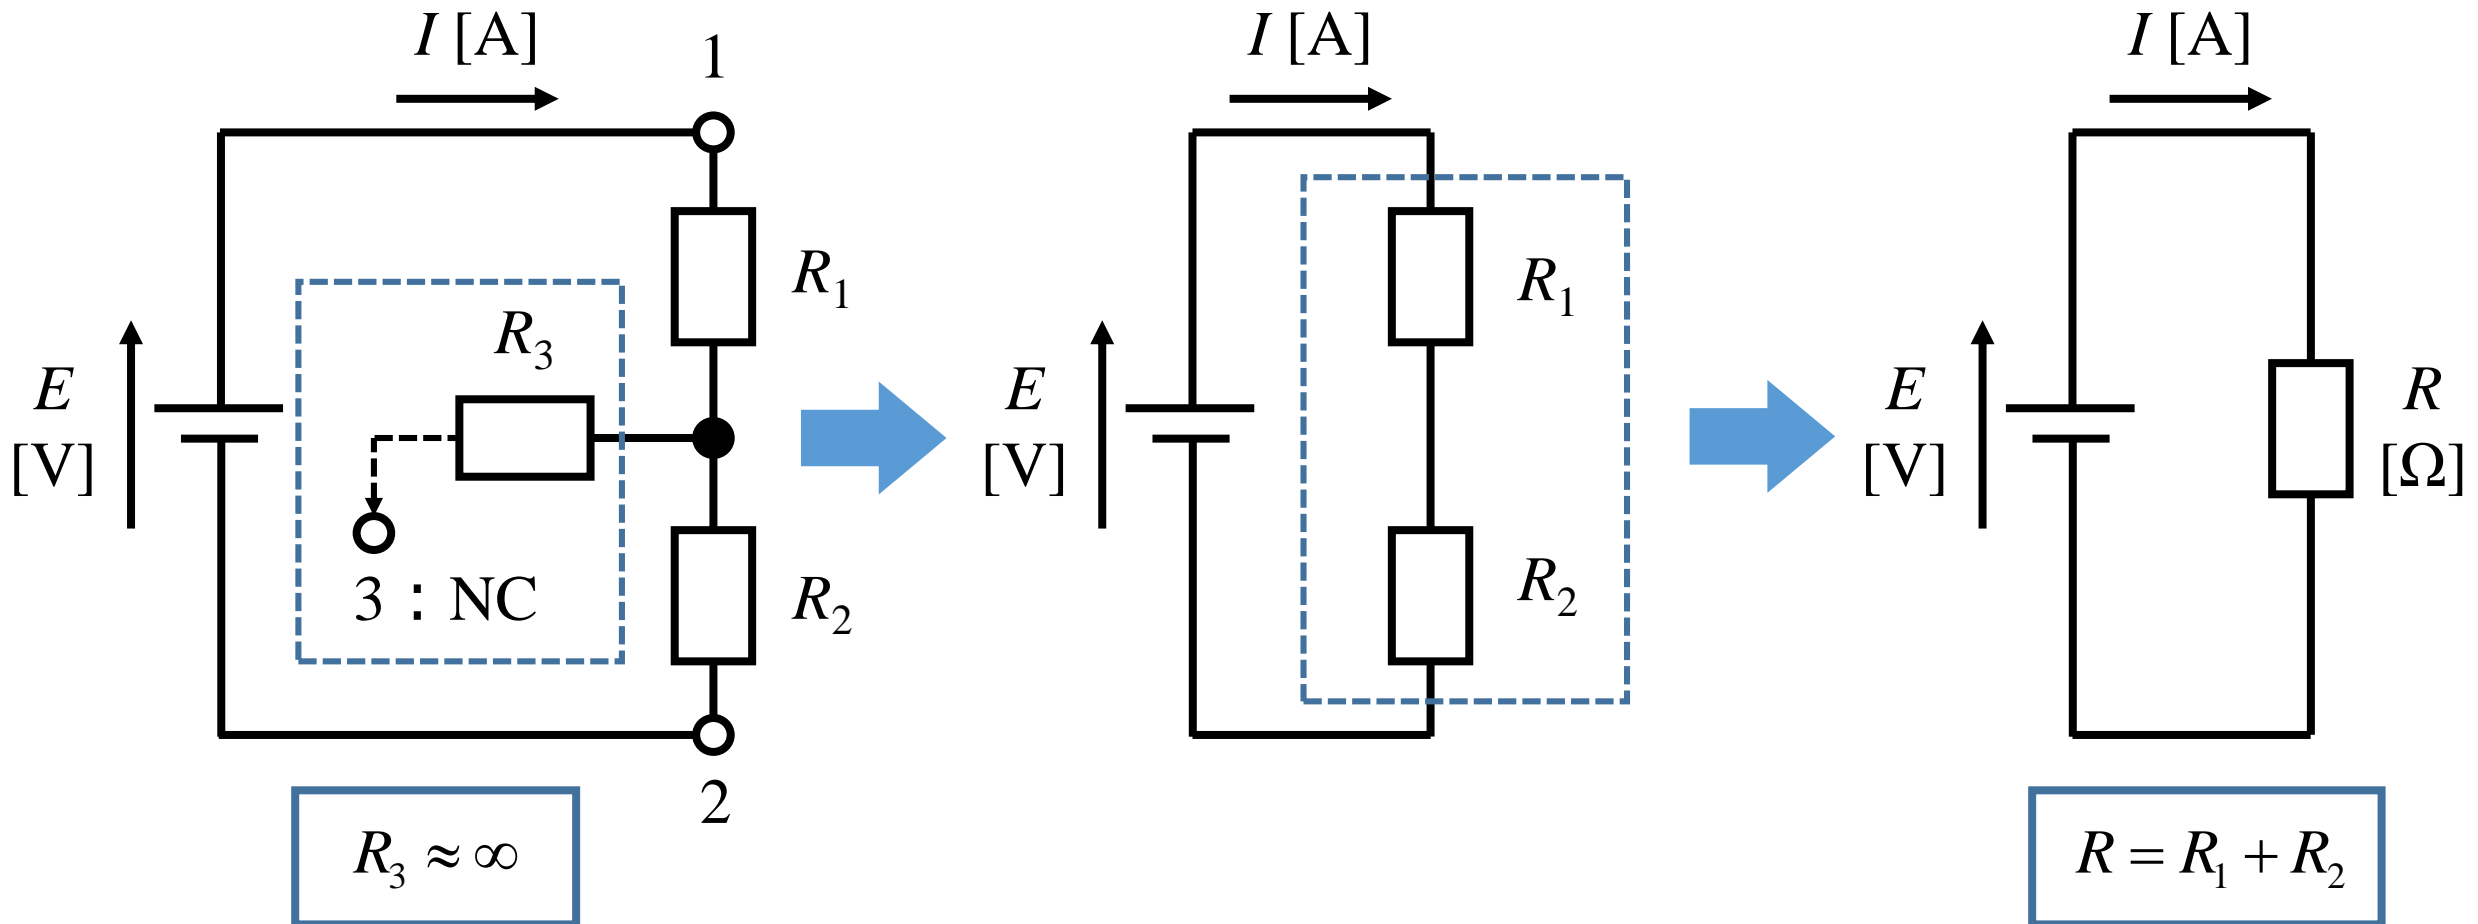 I [A]
1
R₁
R₃
E
[V]
3 : NC
R₂
2
R₃ ≈ ∞
I [A]
R₁
E
[V]
R₂
I [A]
E
[V]
R
[Ω]
R = R₁ + R₂